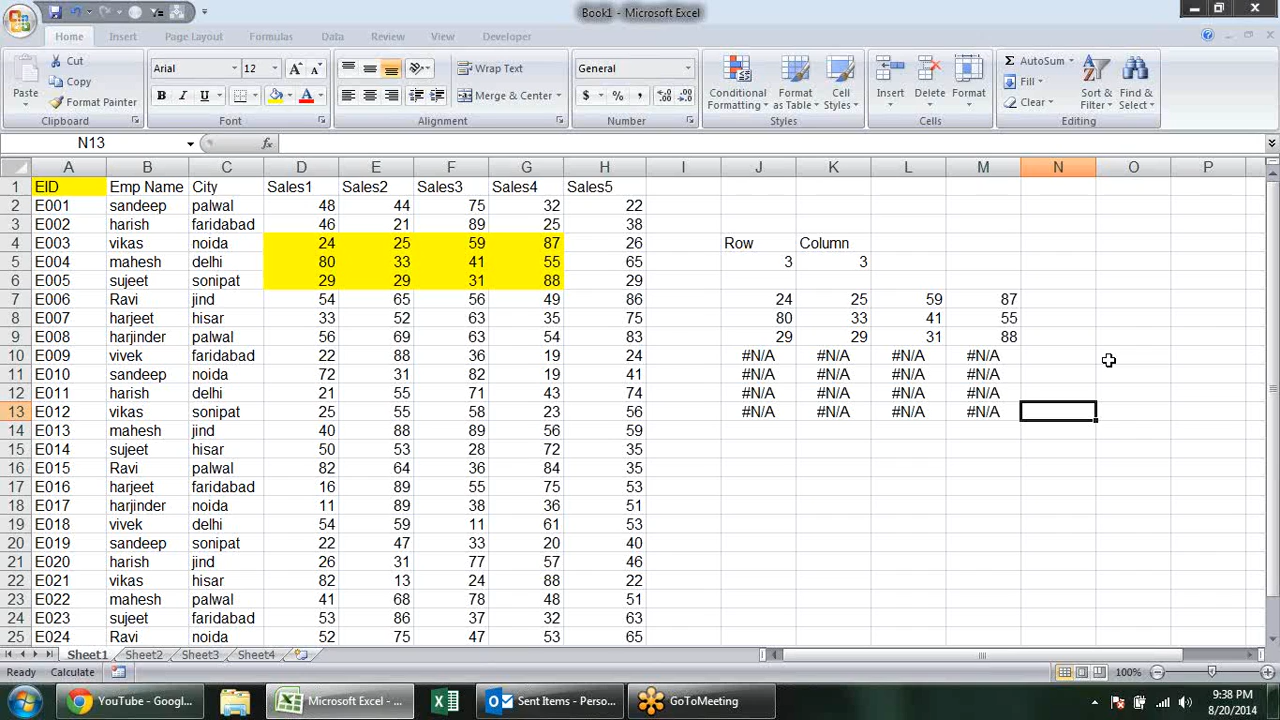 Book1 - Microsoft Excel
Home Insert Page Layout Formulas Data Review View Developer
Cut
Copy
Format Painter
Paste
Clipboard
Arial 12
B I U
Font
Wrap Text
Merge & Center
Alignment
General
$ % ,
Number
Conditional Formatting
Format as Table
Cell Styles
Styles
Insert Delete Format
Cells
Σ AutoSum
Fill
Clear
Sort & Filter
Find & Select
Editing
N13 fx
A B C D E F G H I J K L M N O P
1 EID Emp Name City Sales1 Sales2 Sales3 Sales4 Sales5
2 E001 sandeep palwal 48 44 75 32 22
3 E002 harish faridabad 46 21 89 25 38
4 E003 vikas noida 24 25 59 87 26 Row Column
5 E004 mahesh delhi 80 33 41 55 65 3 3
6 E005 sujeet sonipat 29 29 31 88 29
7 E006 Ravi jind 54 65 56 49 86 24 25 59 87
8 E007 harjeet hisar 33 52 63 35 75 80 33 41 55
9 E008 harjinder palwal 56 69 63 54 83 29 29 31 88
10 E009 vivek faridabad 22 88 36 19 24 #N/A #N/A #N/A #N/A
11 E010 sandeep noida 72 31 82 19 41 #N/A #N/A #N/A #N/A
12 E011 harish delhi 21 55 71 43 74 #N/A #N/A #N/A #N/A
13 E012 vikas sonipat 25 55 58 23 56 #N/A #N/A #N/A #N/A
14 E013 mahesh jind 40 88 89 56 59
15 E014 sujeet hisar 50 53 28 72 35
16 E015 Ravi palwal 82 64 36 84 35
17 E016 harjeet faridabad 16 89 55 75 53
18 E017 harjinder noida 11 89 38 36 51
19 E018 vivek delhi 54 59 11 61 53
20 E019 sandeep sonipat 22 47 33 20 40
21 E020 harish jind 26 31 77 57 46
22 E021 vikas hisar 82 13 24 88 22
23 E022 mahesh palwal 41 68 78 48 51
24 E023 sujeet faridabad 53 86 37 32 63
25 E024 Ravi noida 52 75 47 53 65
Sheet1 Sheet2 Sheet3 Sheet4
Ready Calculate 100%
YouTube - Googl...
Microsoft Excel - ...
Sent Items - Perso...
GoToMeeting
9:38 PM
8/20/2014